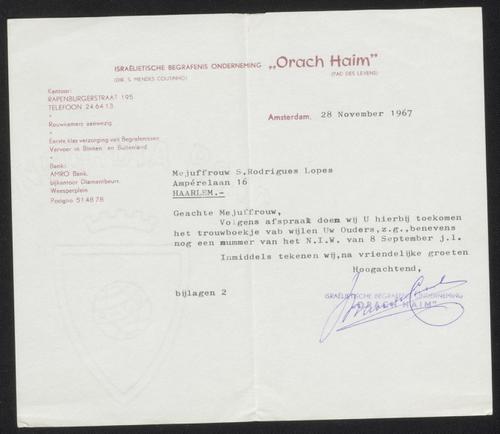 ISRAËLIETISCHE BEGRAFENIS ONDERNEMING „Orach Haim”
(DIR. S. MENDES COUTINHO) (PAD DES LEVENS)
Kantoor:
RAPENBURGERSTRAAT 195
TELEFOON 24 64 13
•
Rouwkamers aanwezig
•
Eerste klas verzorging van Begrafenissen
Vervoer in Binnen en Buitenland
•
Bank:
AMRO Bank,
bijkantoor Diamantbeurs
Weesperplein
Postgiro 51 48 78
Amsterdam, 28 November 1967
Mejuffrouw S.Rodrigues Lopes
Ampérelaan 16
HAARLEM.-
Geachte Mejuffrouw,
Volgens afspraak doem wij U hierbij toekomen
het trouwboekje vab wijlen Uw Ouders,z.g.,benevens
nog een mummer van het N.I.W. van 8 September j.l.
Inmiddels tekenen wij,na vriendelijke groeten
Hoogachtend,
bijlagen 2
ISRAËLIETISCHE BEGRAFENIS ONDERNEMING
"ORACH HAIM"